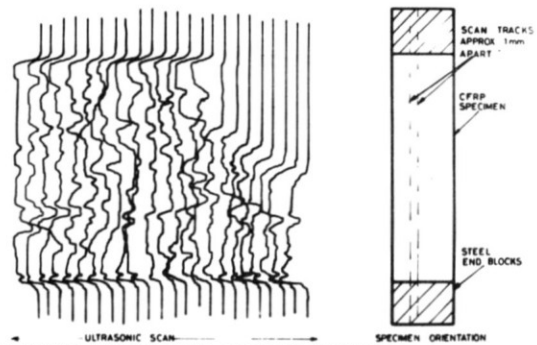 SCAN TRACKS
APPROX 1mm
APART
CFRP
SPECIMEN
STEEL
END BLOCKS
ULTRASONIC SCAN
SPECIMEN ORIENTATION